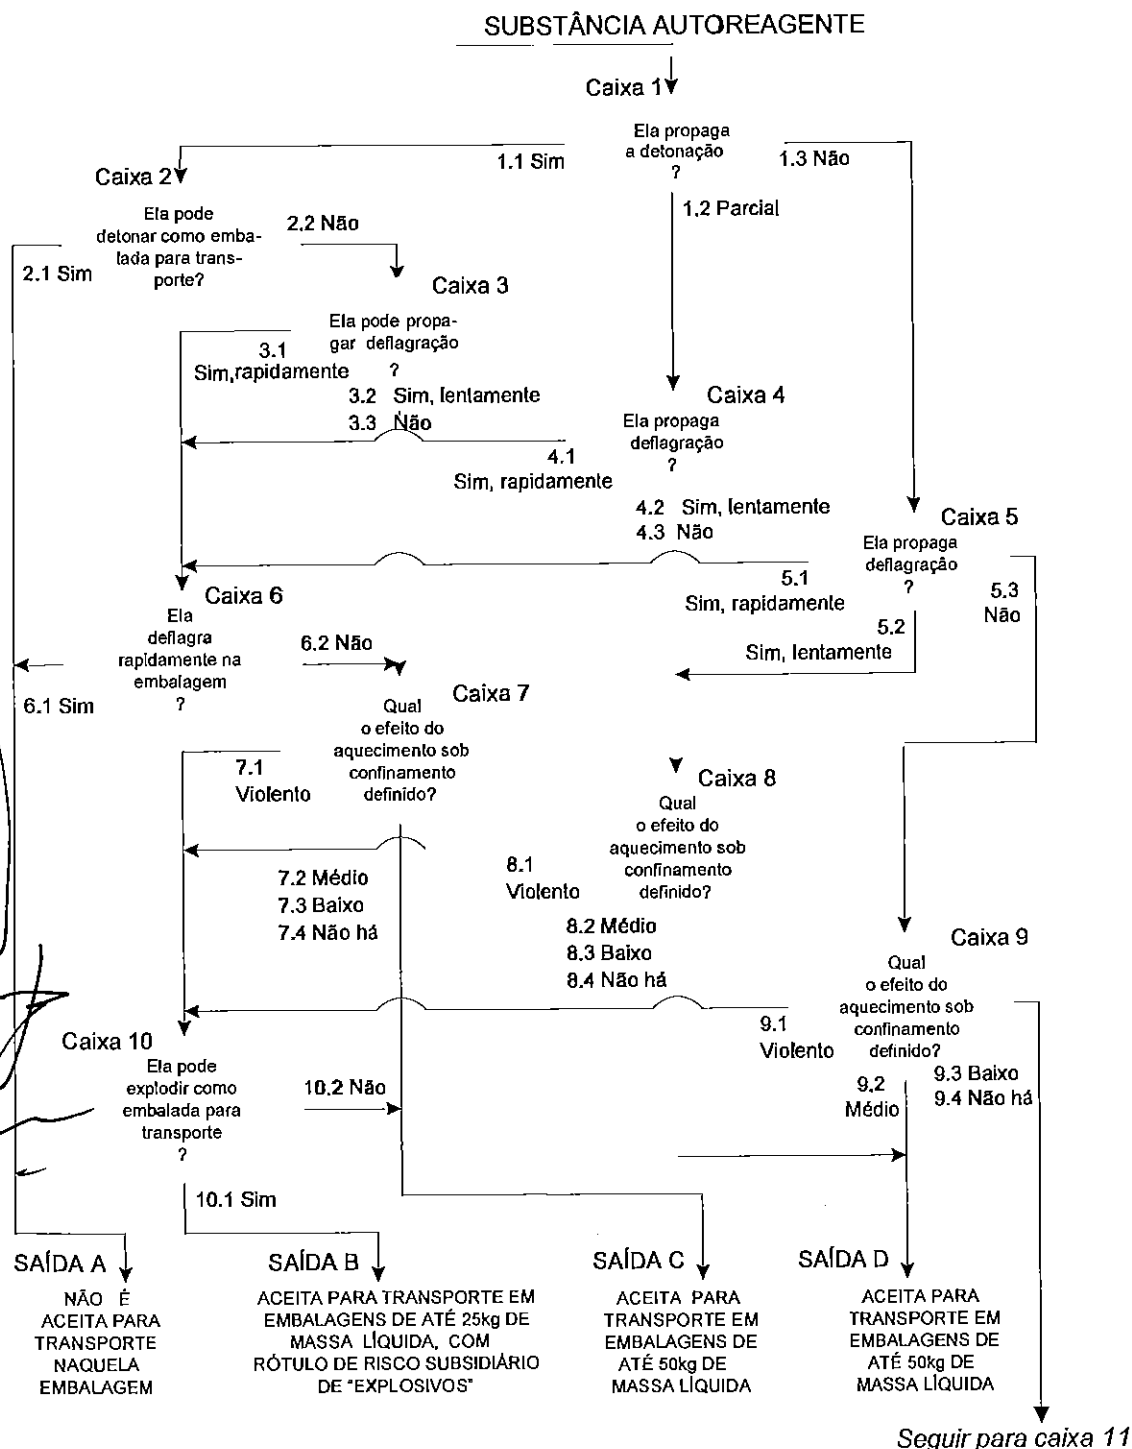 SUBSTÂNCIA AUTOREAGENTE
Caixa 1
Ela propaga
a detonação
?
1.1 Sim
1.3 Não
1.2 Parcial
Caixa 2
Ela pode
detonar como emba-
lada para trans-
porte?
2.2 Não
2.1 Sim
Caixa 3
Ela pode propa-
gar deflagração
?
3.1
Sim,rapidamente
3.2 Sim, lentamente
3.3 Não
Caixa 4
Ela propaga
deflagração
?
4.1
Sim, rapidamente
4.2 Sim, lentamente
4.3 Não
Caixa 5
Ela propaga
deflagração
?
5.1
Sim, rapidamente
5.3
Não
5.2
Sim, lentamente
Caixa 6
Ela
deflagra
rapidamente na
embalagem
?
6.2 Não
6.1 Sim
Caixa 7
Qual
o efeito do
aquecimento sob
confinamento
definido?
7.1
Violento
7.2 Médio
7.3 Baixo
7.4 Não há
Caixa 8
Qual
o efeito do
aquecimento sob
confinamento
definido?
8.1
Violento
8.2 Médio
8.3 Baixo
8.4 Não há
Caixa 9
Qual
o efeito do
aquecimento sob
confinamento
definido?
9.1
Violento
9.2
Médio
9.3 Baixo
9.4 Não há
Caixa 10
Ela pode
explodir como
embalada para
transporte
?
10.2 Não
10.1 Sim
SAÍDA A
NÃO É
ACEITA PARA
TRANSPORTE
NAQUELA
EMBALAGEM
SAÍDA B
ACEITA PARA TRANSPORTE EM
EMBALAGENS DE ATÉ 25kg DE
MASSA LÍQUIDA, COM
RÓTULO DE RISCO SUBSIDIÁRIO
DE "EXPLOSIVOS"
SAÍDA C
ACEITA PARA
TRANSPORTE EM
EMBALAGENS DE
ATÉ 50kg DE
MASSA LÍQUIDA
SAÍDA D
ACEITA PARA
TRANSPORTE EM
EMBALAGENS DE
ATÉ 50kg DE
MASSA LÍQUIDA
Seguir para caixa 11